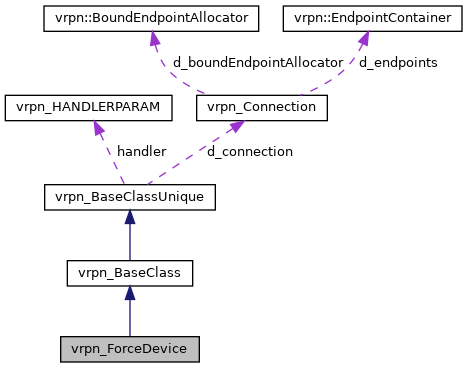 vrpn::BoundEndpointAllocator
vrpn::EndpointContainer
d_boundEndpointAllocator
d_endpoints
vrpn_HANDLERPARAM
vrpn_Connection
handler
d_connection
vrpn_BaseClassUnique
vrpn_BaseClass
vrpn_ForceDevice